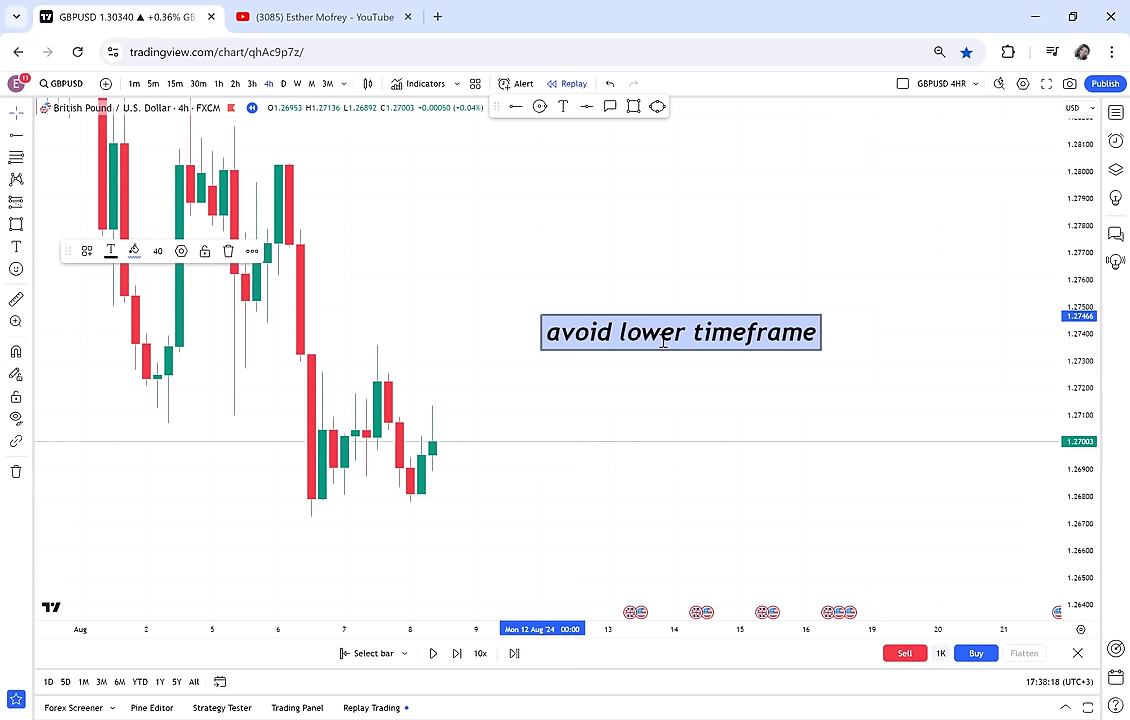 GBPUSD 1.30340 ▲ +0.36% GB
(3085) Esther Mofrey - YouTube
tradingview.com/chart/qhAc9p7z/
E
11
GBPUSD
1m 5m 15m 30m 1h 2h 3h 4h D W M 3M
Indicators
Alert
Replay
GBPUSD 4HR
Publish
British Pound / U.S. Dollar · 4h · FXCM
O1.26953 H1.27136 L1.26892 C1.27003 +0.00050 (+0.04%)
USD
1.28100
1.28000
1.27900
1.27800
1.27700
1.27600
1.27500
1.27466
1.27400
1.27300
1.27200
1.27100
1.27003
1.26900
1.26800
1.26700
1.26600
1.26500
1.26400
40
avoid lower timeframe
Aug 2 5 6 7 8 9 Mon 12 Aug '24 00:00 13 14 15 16 19 20 21
Select bar
10x
Sell
1K
Buy
Flatten
1D 5D 1M 3M 6M YTD 1Y 5Y All
17:38:18 (UTC+3)
Forex Screener
Pine Editor
Strategy Tester
Trading Panel
Replay Trading